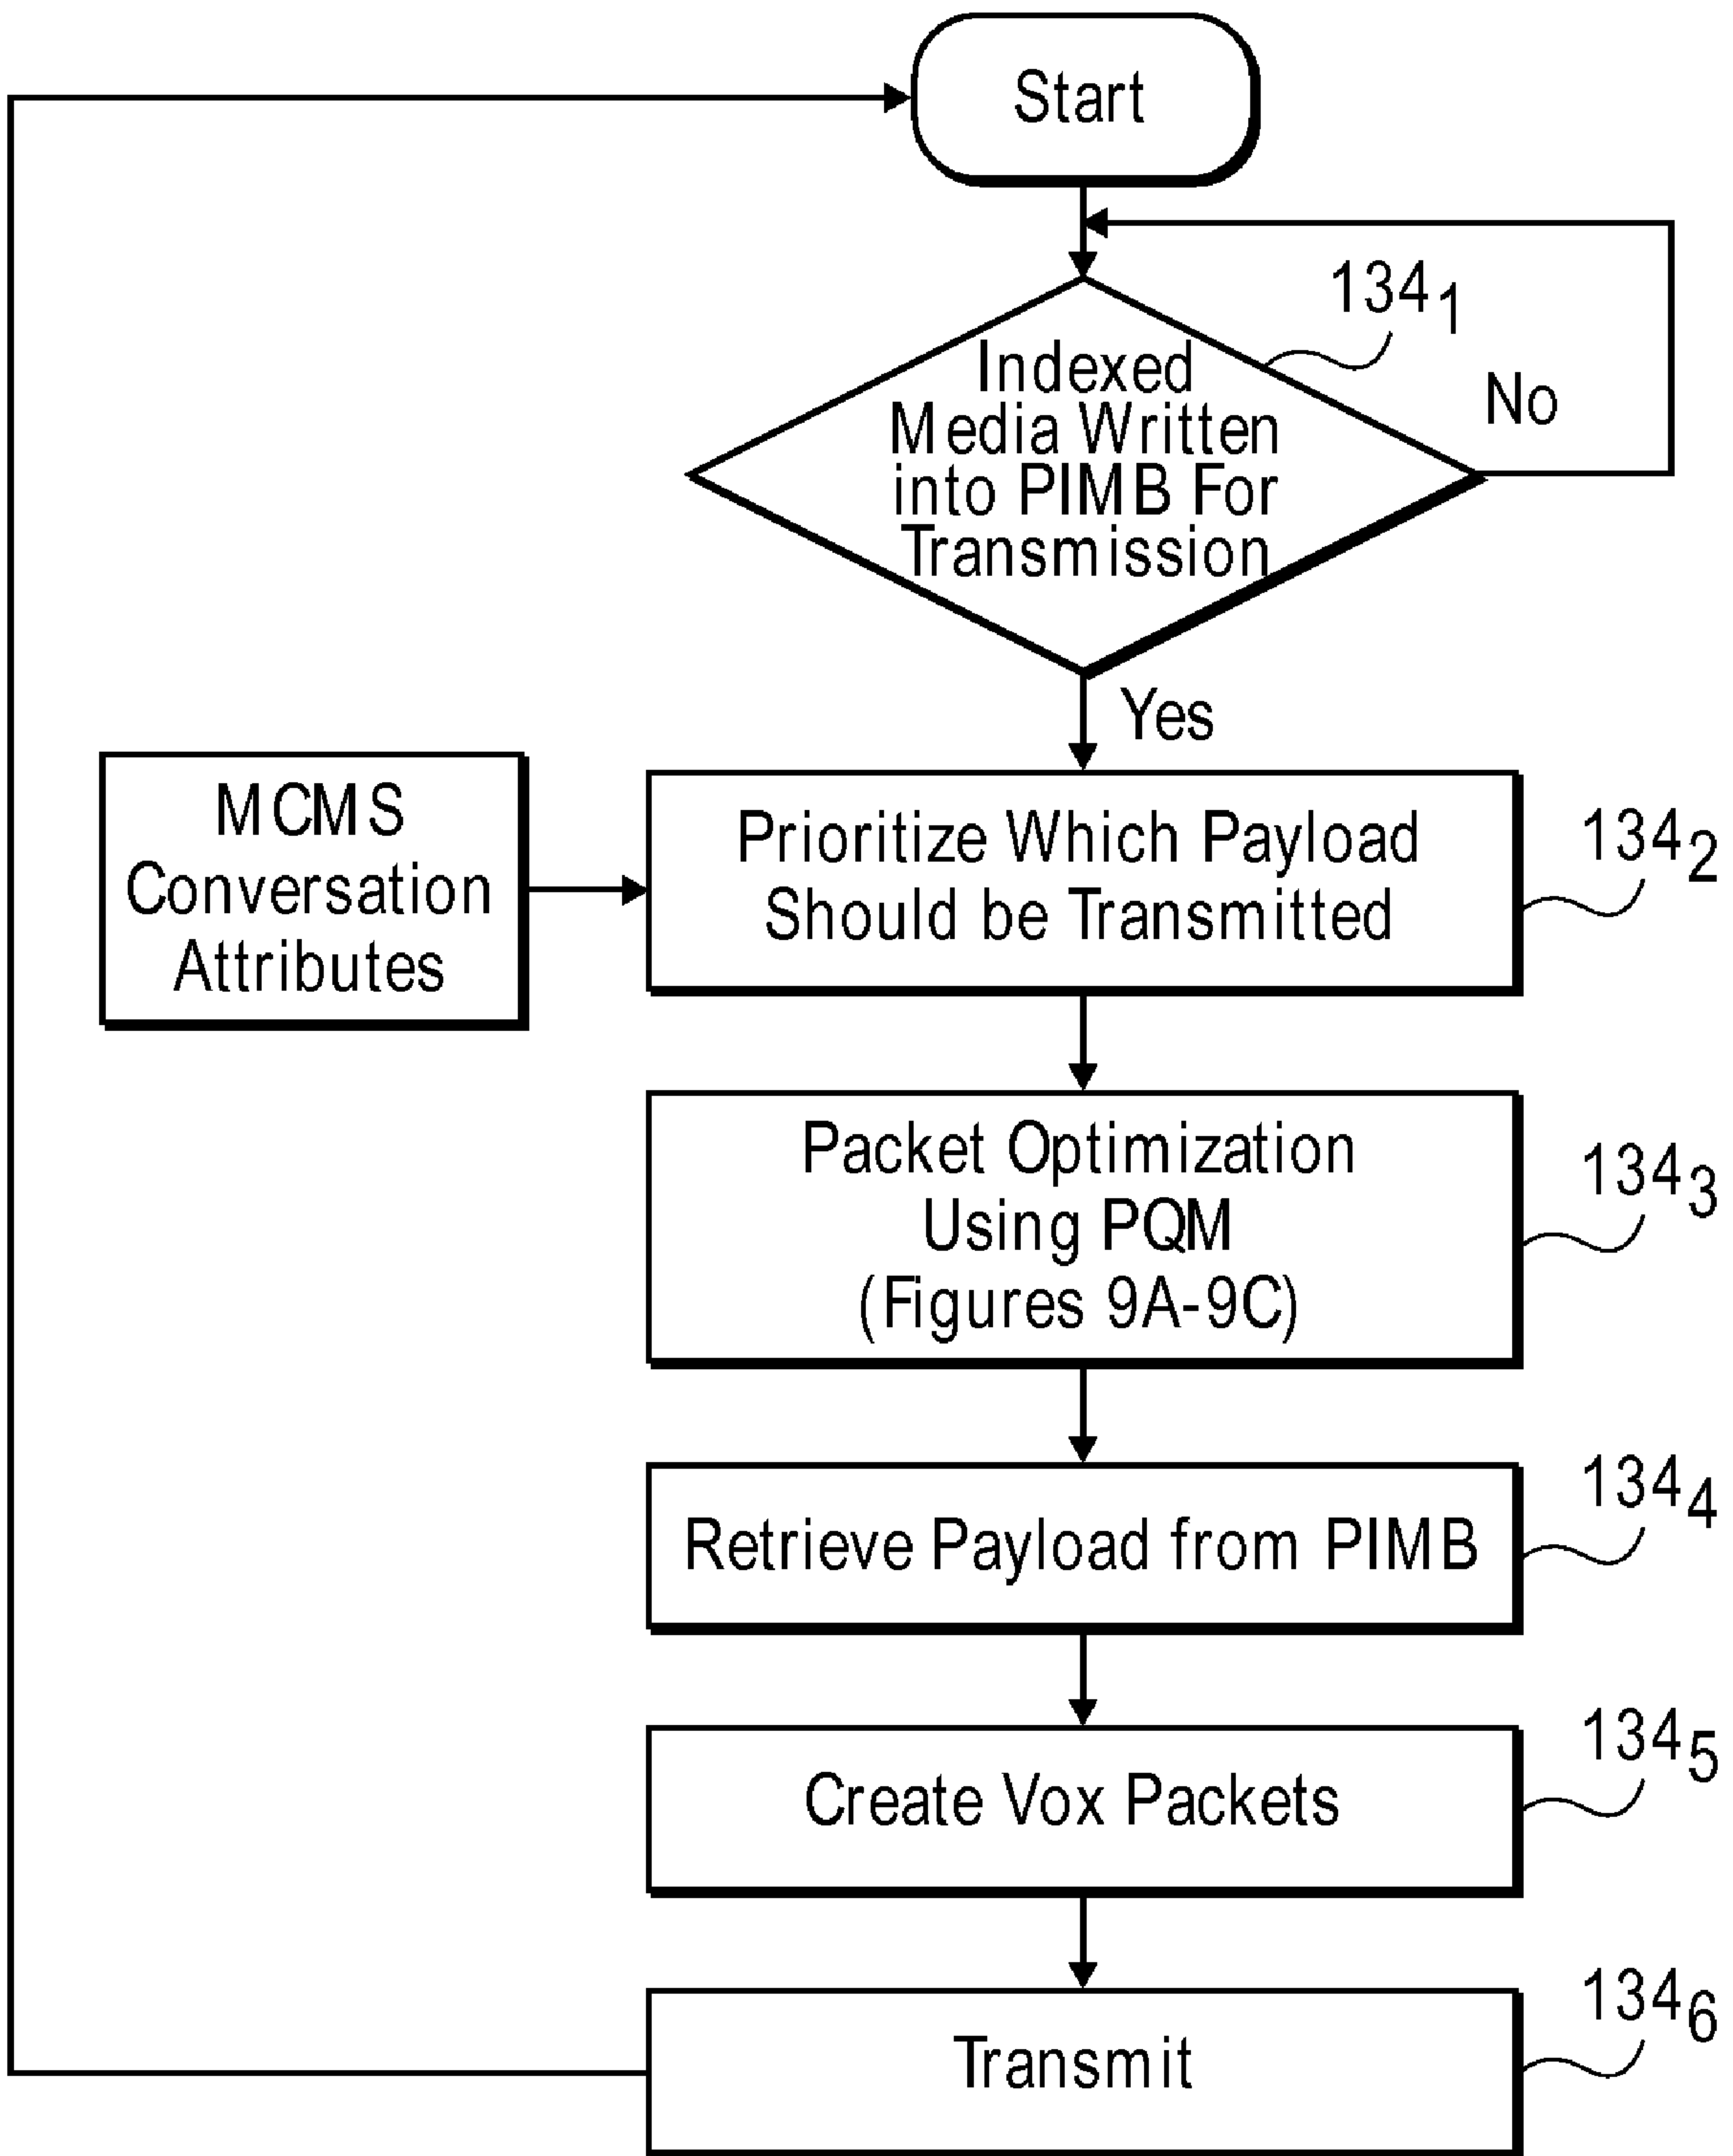 Start
134₁
Indexed
Media Written
into PIMB For
Transmission
No
Yes
MCMS
Conversation
Attributes
Prioritize Which Payload
Should be Transmitted
134₂
Packet Optimization
Using PQM
(Figures 9A-9C)
134₃
Retrieve Payload from PIMB
134₄
Create Vox Packets
134₅
Transmit
134₆